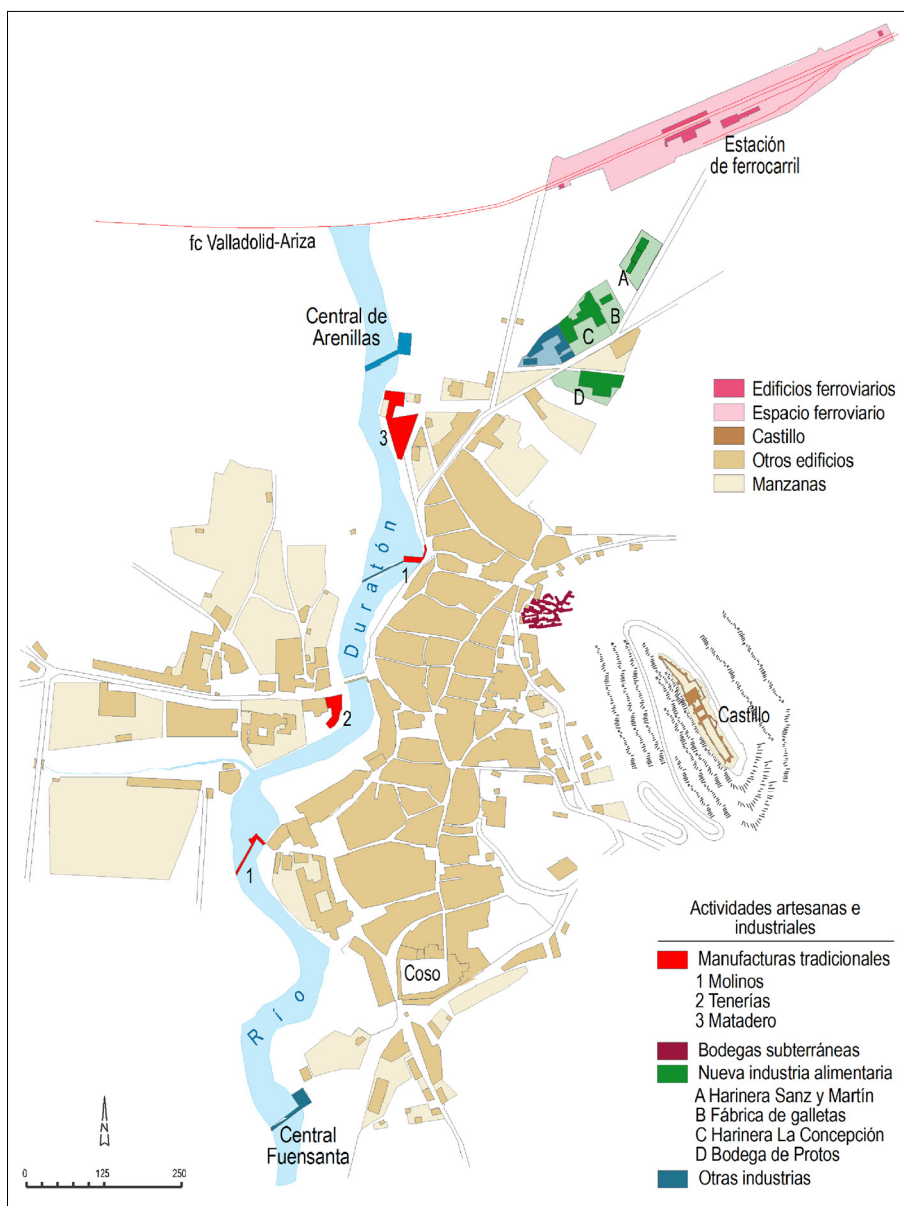 Estación
de ferrocarril
fc Valladolid-Ariza
A
Central de
Arenillas
B
C
D
3
Edificios ferroviarios
Espacio ferroviario
Castillo
Otros edificios
Manzanas
1
Río Duratón
2
Castillo
1
Coso
Actividades artesanas e
industriales
Manufacturas tradicionales
1 Molinos
2 Tenerías
3 Matadero
Bodegas subterráneas
Nueva industria alimentaria
A Harinera Sanz y Martín
B Fábrica de galletas
C Harinera La Concepción
D Bodega de Protos
Otras industrias
Central
Fuensanta
N
0 125 250